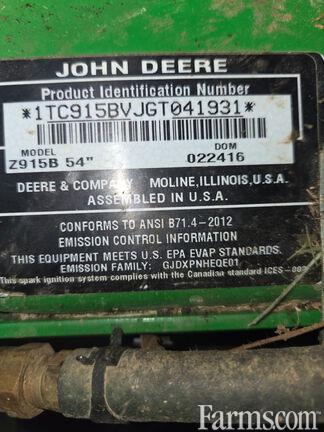 JOHN DEERE
Product Identification Number
*1TC915BVJGT041931*
MODEL DOM
Z915B 54" 022416
DEERE & COMPANY MOLINE, ILLINOIS, U.S.A.
ASSEMBLED IN U.S.A.
CONFORMS TO ANSI B71.4-2012
EMISSION CONTROL INFORMATION
THIS EQUIPMENT MEETS U.S. EPA EVAP STANDARDS.
EMISSION FAMILY: GJDXPNHEQE01
This spark ignition system complies with the Canadian standard ICES-002
Farms.com